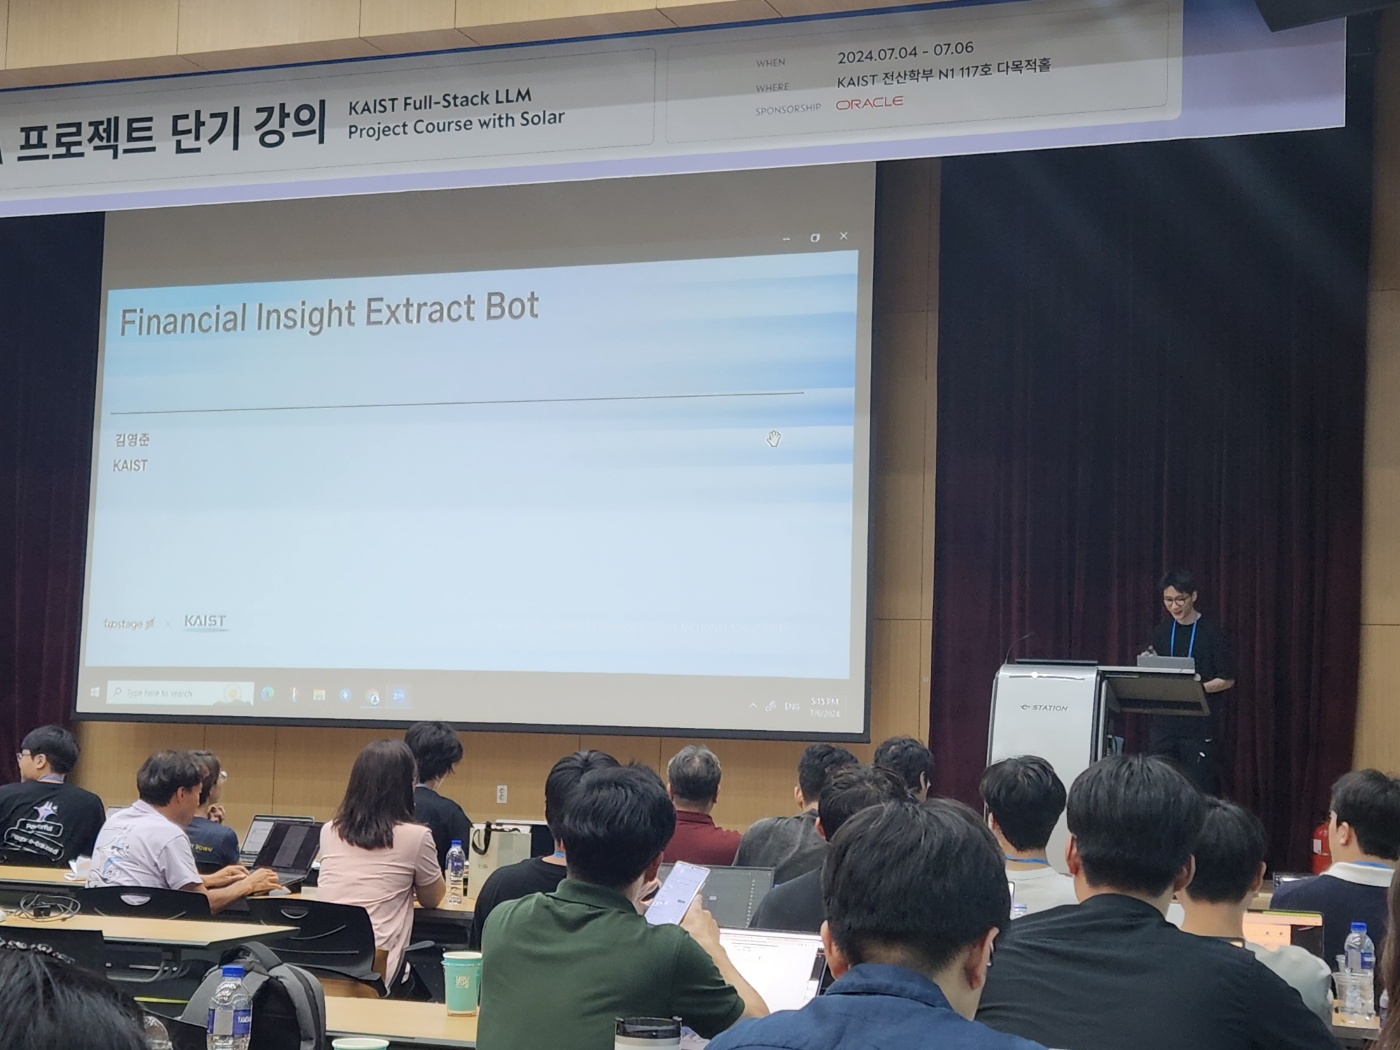 프로젝트 단기 강의
KAIST Full-Stack LLM
Project Course with Solar
WHEN 2024.07.04 - 07.06
WHERE KAIST 전산학부 N1 117호 다목적홀
SPONSORSHIP ORACLE
Financial Insight Extract Bot
김영준
KAIST
upstage × KAIST
Type here to search
ENG
7/6/2024
STATION